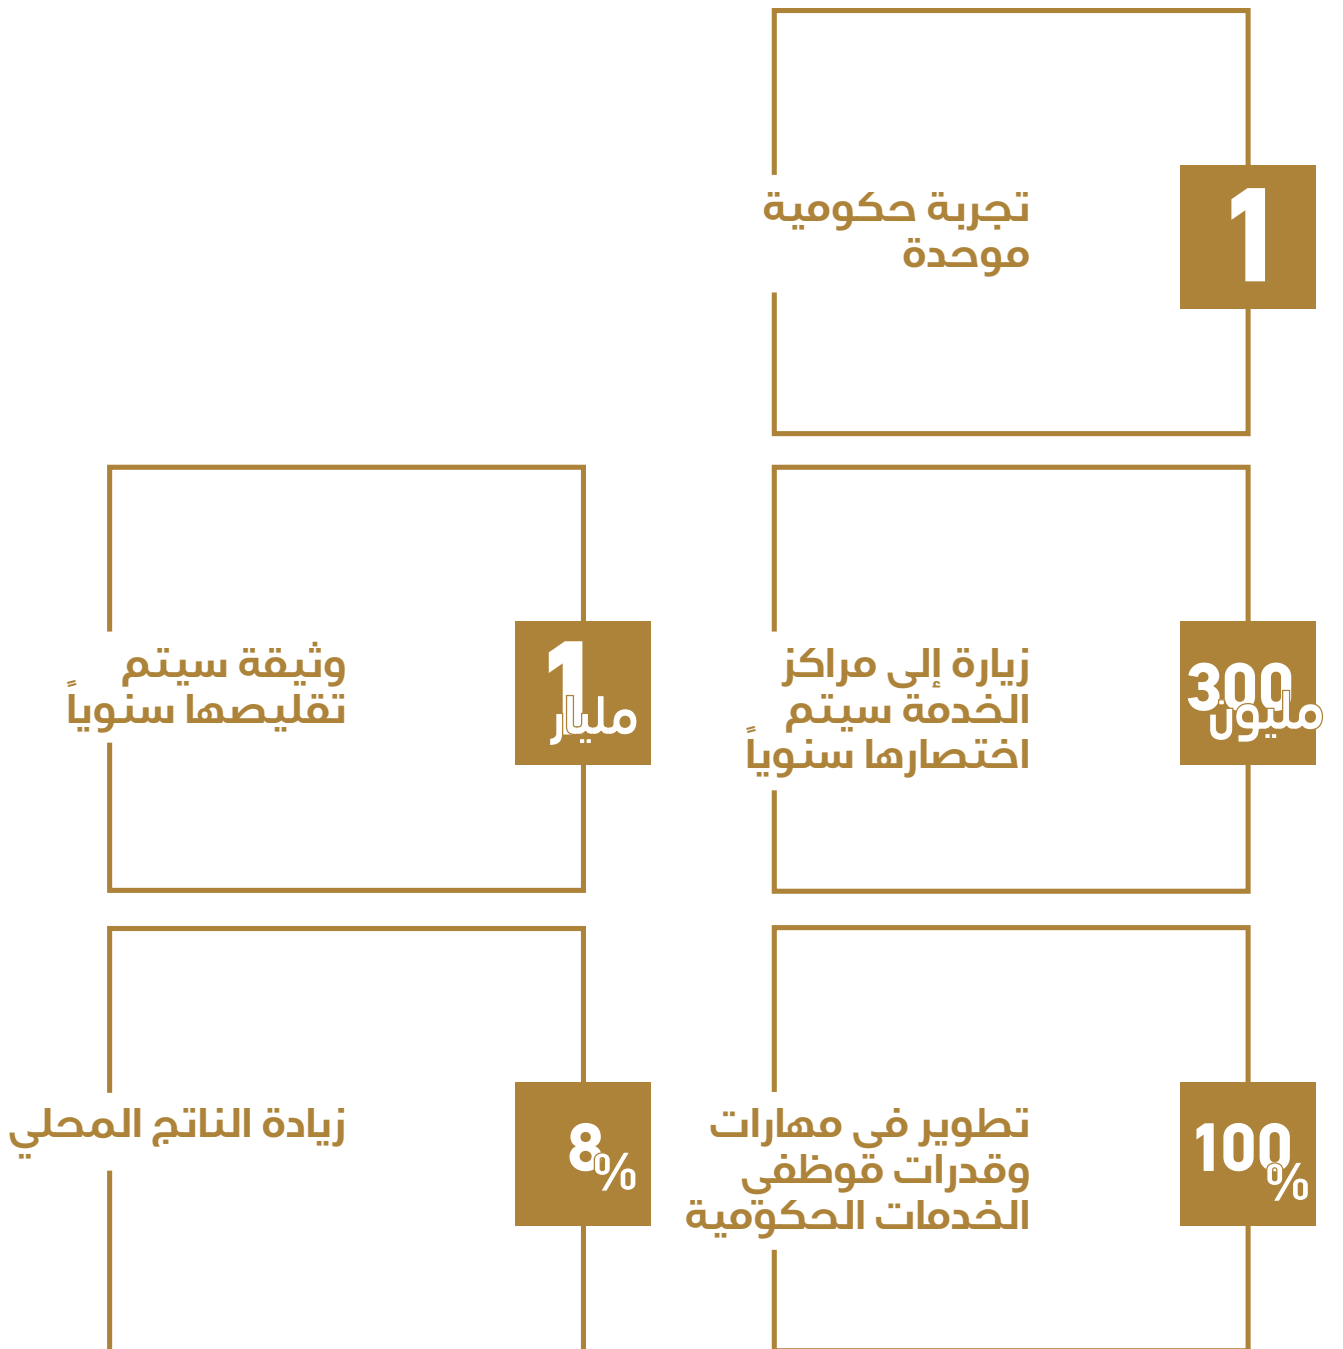 1
تجربة حكومية
موحدة
300
مليون
زيارة إلى مراكز
الخدمة سيتم
اختصارها سنوياً
1
مليار
وثيقة سيتم
تقليصها سنوياً
100%
تطوير في مهارات
وقدرات موظفي
الخدمات الحكومية
8%
زيادة الناتج المحلي